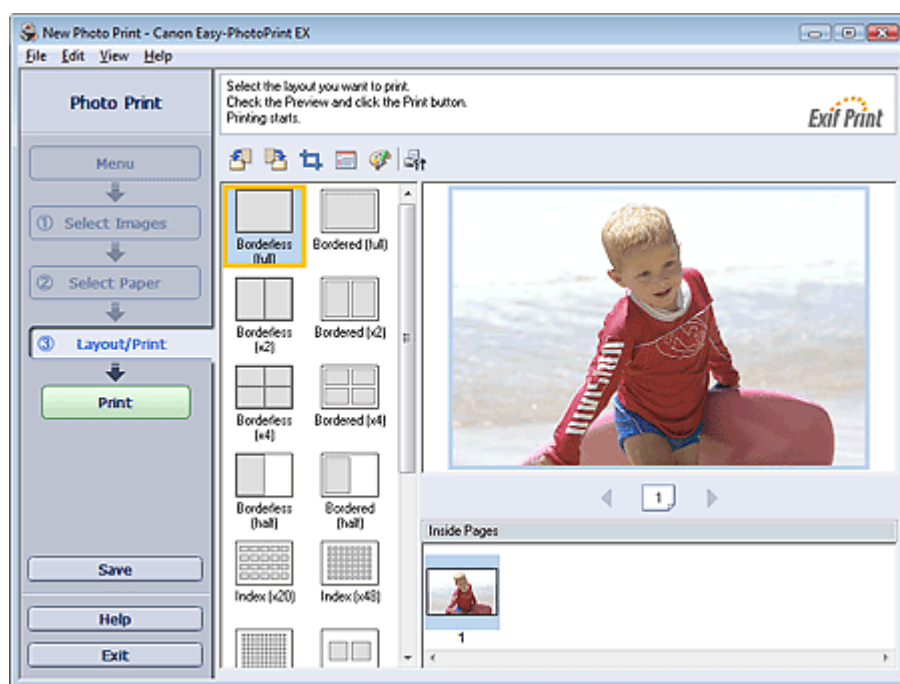 New Photo Print - Canon Easy-PhotoPrint EX
File Edit View Help
Photo Print
Select the layout you want to print.
Check the Preview and click the Print button.
Printing starts.
Exif Print
Menu
① Select Images
② Select Paper
③ Layout/Print
Print
Save
Help
Exit
Borderless
(full)
Bordered (full)
Borderless
(x2)
Bordered (x2)
Borderless
(x4)
Bordered (x4)
Borderless
(half)
Bordered
(half)
Index (x20)
Index (x48)
1
Inside Pages
1